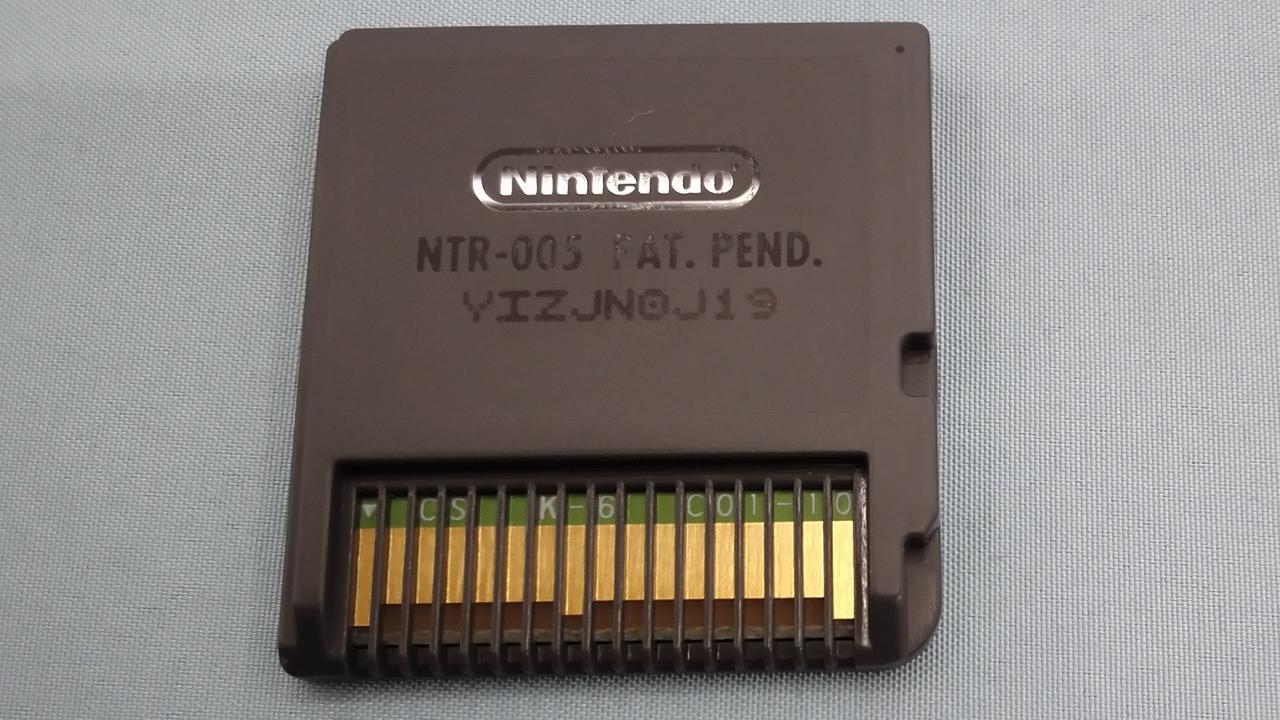 Nintendo
NTR-005 PAT. PEND.
YIZJN0J19
▼ CS K-6 C01-10